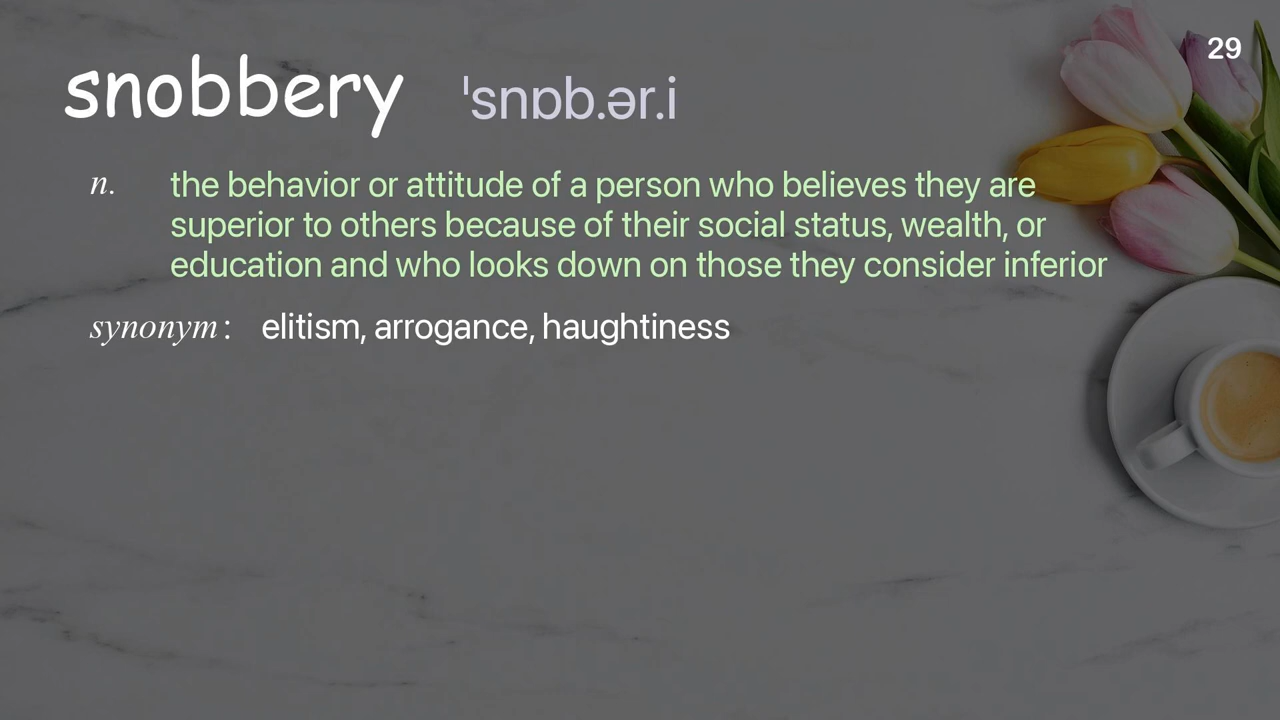 29
snobbery ˈsnɒb.ər.i
n. the behavior or attitude of a person who believes they are
superior to others because of their social status, wealth, or
education and who looks down on those they consider inferior
synonym: elitism, arrogance, haughtiness